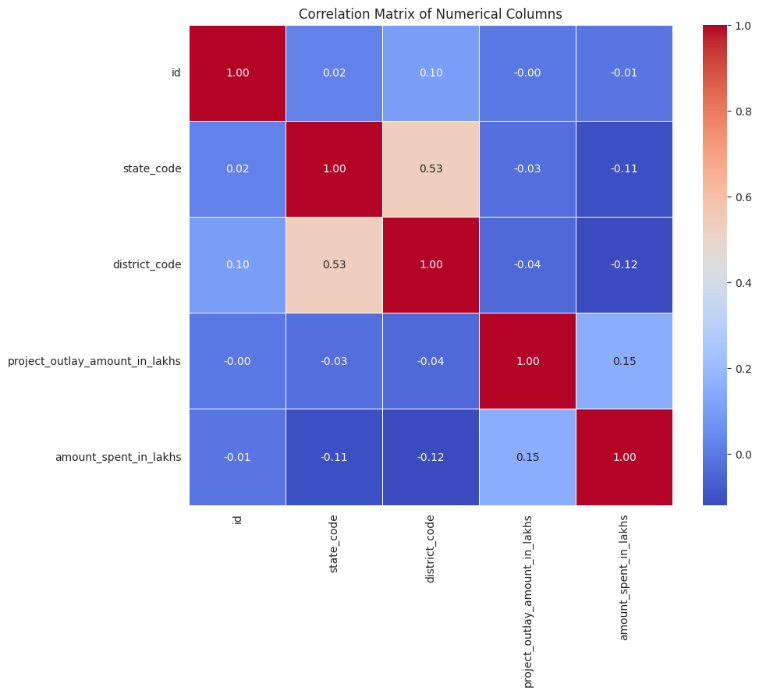 Correlation Matrix of Numerical Columns
id
1.00 0.02 0.10 -0.00 -0.01
state_code
0.02 1.00 0.53 -0.03 -0.11
district_code
0.10 0.53 1.00 -0.04 -0.12
project_outlay_amount_in_lakhs
-0.00 -0.03 -0.04 1.00 0.15
amount_spent_in_lakhs
-0.01 -0.11 -0.12 0.15 1.00
id
state_code
district_code
project_outlay_amount_in_lakhs
amount_spent_in_lakhs
1.0
0.8
0.6
0.4
0.2
0.0